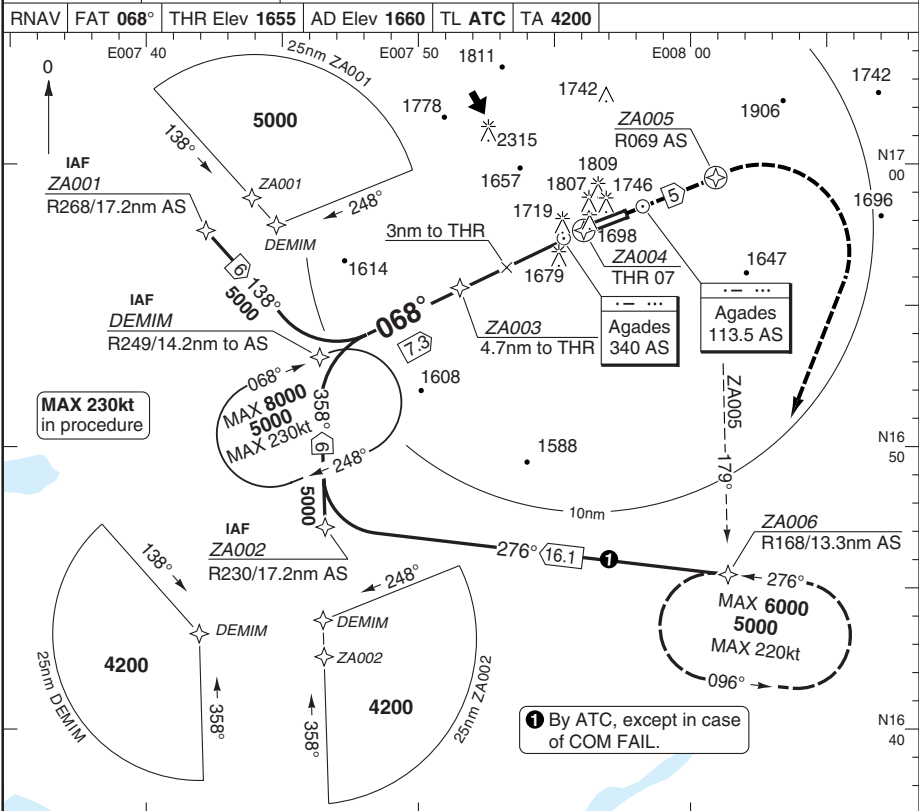 RNAV FAT 068° THR Elev 1655 AD Elev 1660 TL ATC TA 4200
E007 40
E007 50
E008 00
0
25nm ZA001
5000
138°
ZA001
248°
DEMIM
1811
1778
2315
1742
1657
1906
1742
ZA005
R069 AS
N17
00
1696
IAF
ZA001
R268/17.2nm AS
1809
1807
1746
1719
1698
1679
5
3nm to THR
ZA004
THR 07
1647
1614
6
138°
5000
068°
7.3
ZA003
4.7nm to THR
Agades
340 AS
Agades
113.5 AS
IAF
DEMIM
R249/14.2nm to AS
068°
MAX 8000
5000
MAX 230kt
248°
358°
6
5000
1608
1588
MAX 230kt
in procedure
ZA005
179°
N16
50
10nm
IAF
ZA002
R230/17.2nm AS
276°
16.1
1
ZA006
R168/13.3nm AS
276°
MAX 6000
5000
MAX 220kt
096°
138°
DEMIM
4200
358°
25nm DEMIM
248°
DEMIM
ZA002
4200
358°
25nm ZA002
1 By ATC, except in case
of COM FAIL.
N16
40